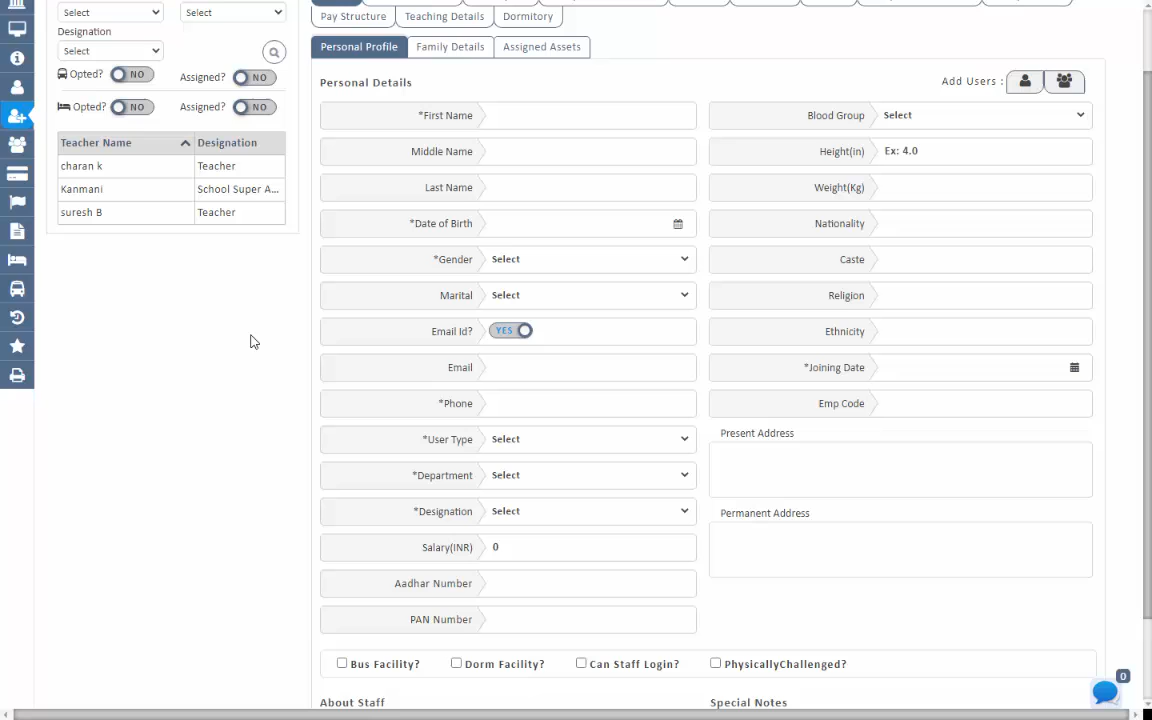 Select
Select
Designation
Select
Opted? NO Assigned? NO
Opted? NO Assigned? NO
Teacher Name Designation
charan k Teacher
Kanmani School Super A...
suresh B Teacher
Pay Structure Teaching Details Dormitory
Personal Profile Family Details Assigned Assets
Personal Details
Add Users :
*First Name
Middle Name
Last Name
*Date of Birth
*Gender Select
Marital Select
Email Id? YES
Email
*Phone
*User Type Select
*Department Select
*Designation Select
Salary(INR) 0
Aadhar Number
PAN Number
Blood Group Select
Height(in) Ex: 4.0
Weight(Kg)
Nationality
Caste
Religion
Ethnicity
*Joining Date
Emp Code
Present Address
Permanent Address
Bus Facility? Dorm Facility? Can Staff Login? PhysicallyChallenged?
About Staff
Special Notes
0